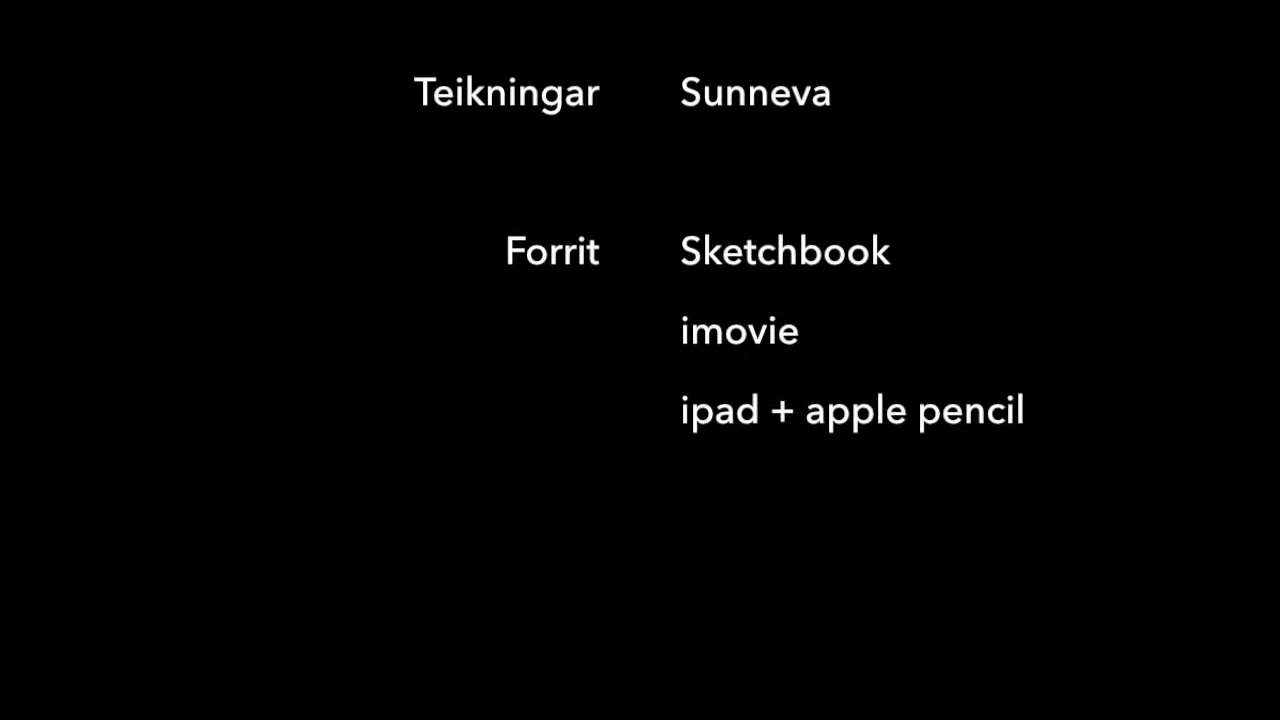 Teikningar Sunneva
Forrit Sketchbook
imovie
ipad + apple pencil